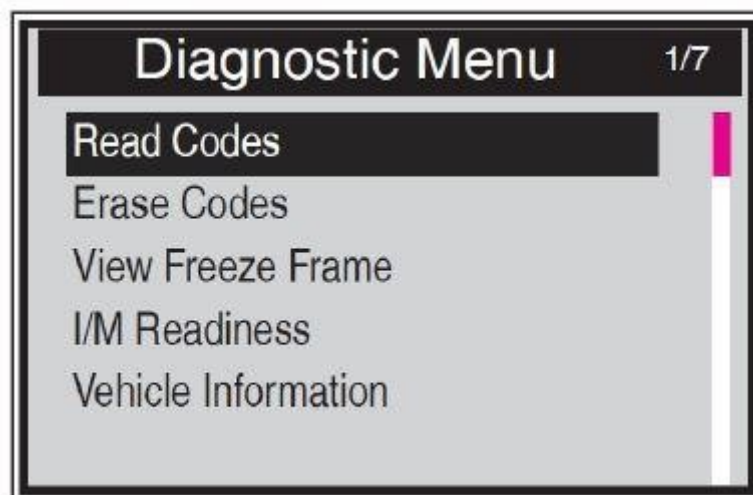 Diagnostic Menu 1/7
Read Codes
Erase Codes
View Freeze Frame
I/M Readiness
Vehicle Information